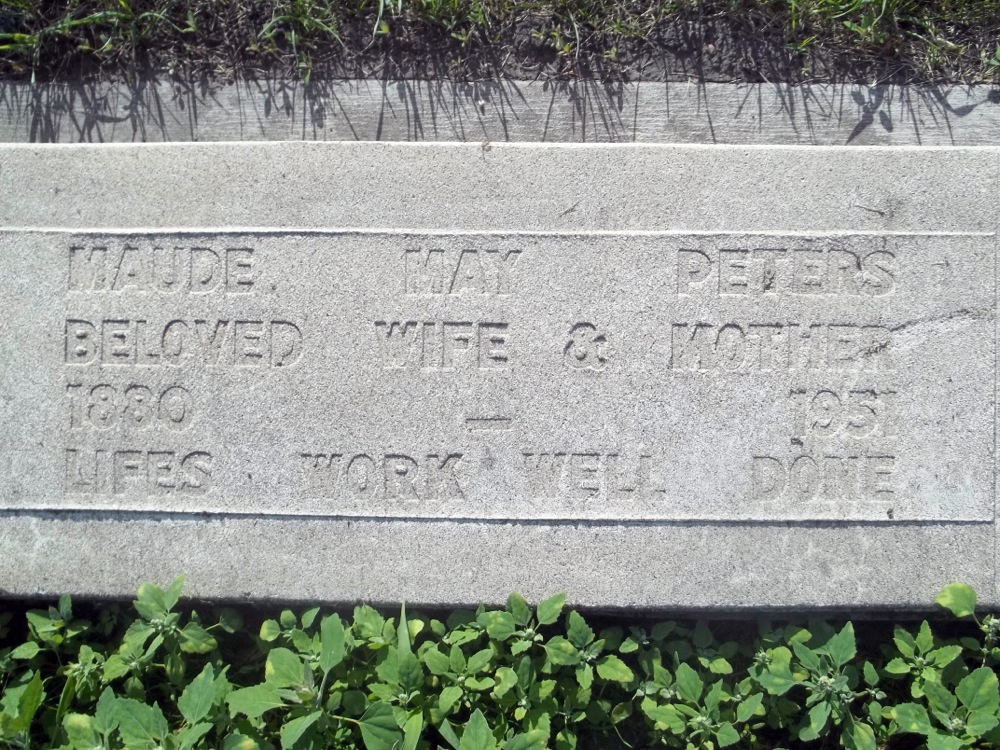 MAUDE MAY PETERS
BELOVED WIFE & MOTHER
1880 — 1951
LIFES WORK WELL DONE